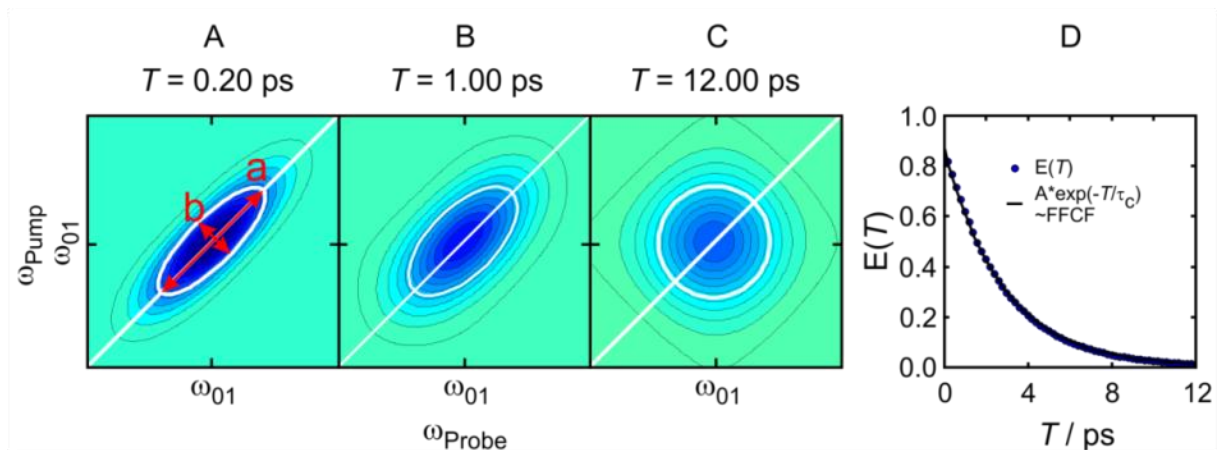 A
T = 0.20 ps
B
T = 1.00 ps
C
T = 12.00 ps
D
a
b
ωPump
ω01
ω01
ω01
ω01
ωProbe
E(T)
1.0
0.8
0.6
0.4
0.2
0.0
E(T)
A*exp(-T/τc)
~FFCF
0
4
8
12
T / ps